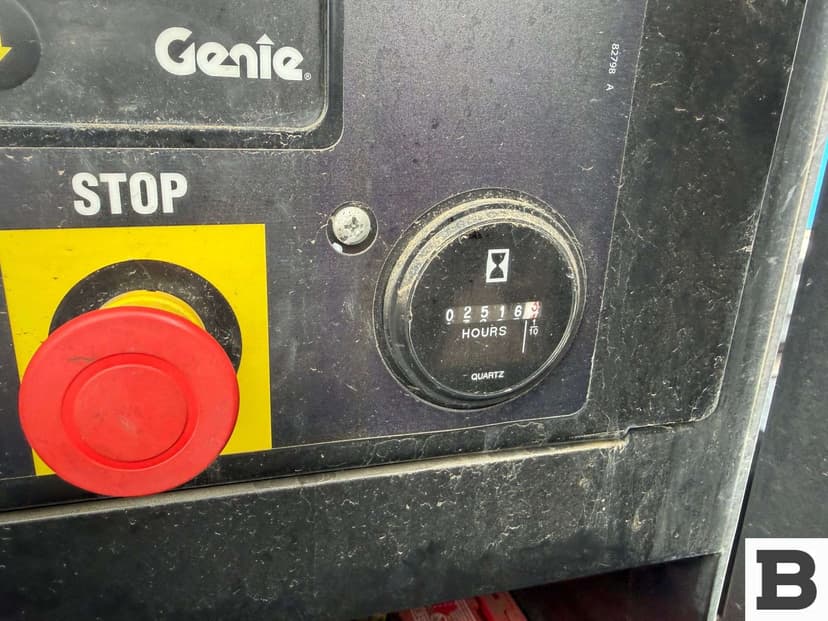 Genie®
82798 A
STOP
02516
HOURS
1/10
QUARTZ
B